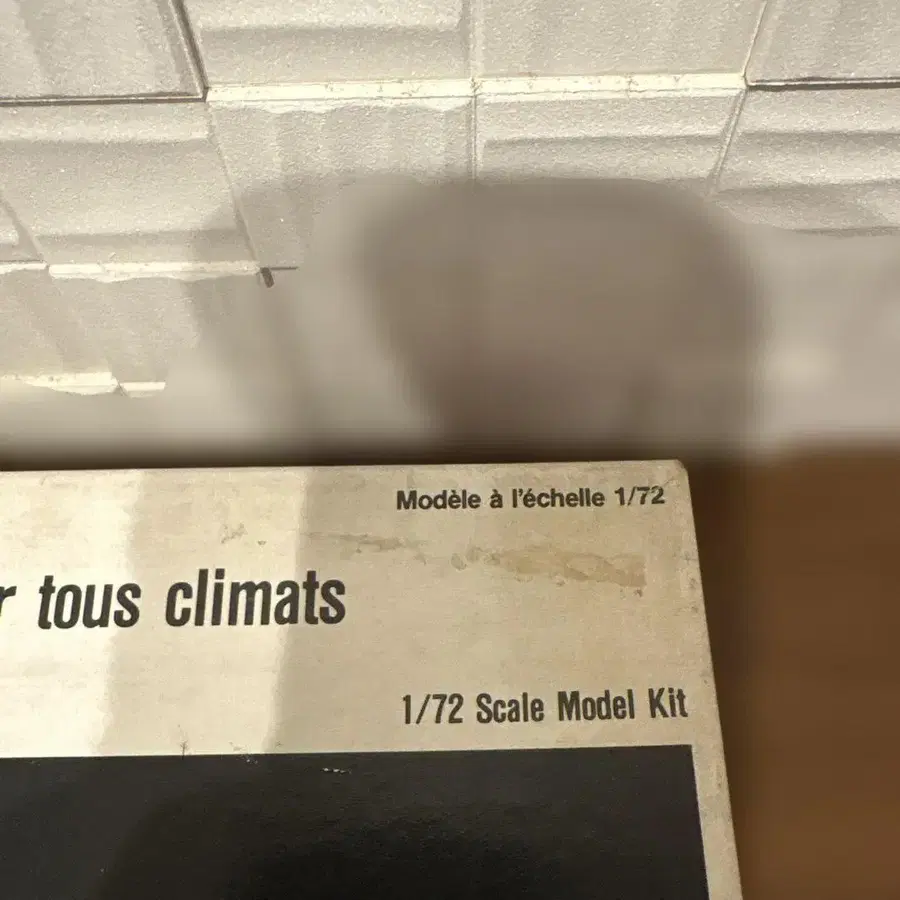 Modèle à l'échelle 1/72
r tous climats
1/72 Scale Model Kit